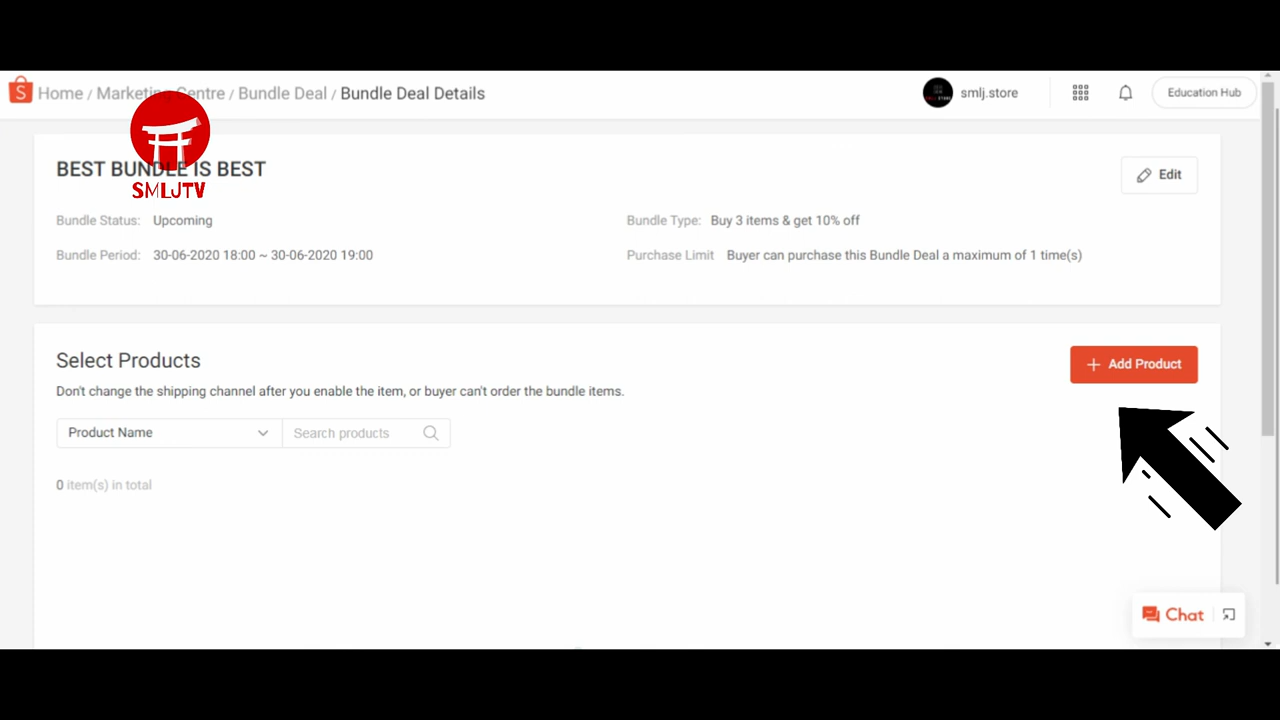 Home / Marketing Centre / Bundle Deal / Bundle Deal Details
smlj.store
Education Hub
SMLJTV
BEST BUNDLE IS BEST
Edit
Bundle Status: Upcoming
Bundle Type: Buy 3 items & get 10% off
Bundle Period: 30-06-2020 18:00 ~ 30-06-2020 19:00
Purchase Limit Buyer can purchase this Bundle Deal a maximum of 1 time(s)
Select Products
+ Add Product
Don't change the shipping channel after you enable the item, or buyer can't order the bundle items.
Product Name
Search products
0 item(s) in total
Chat